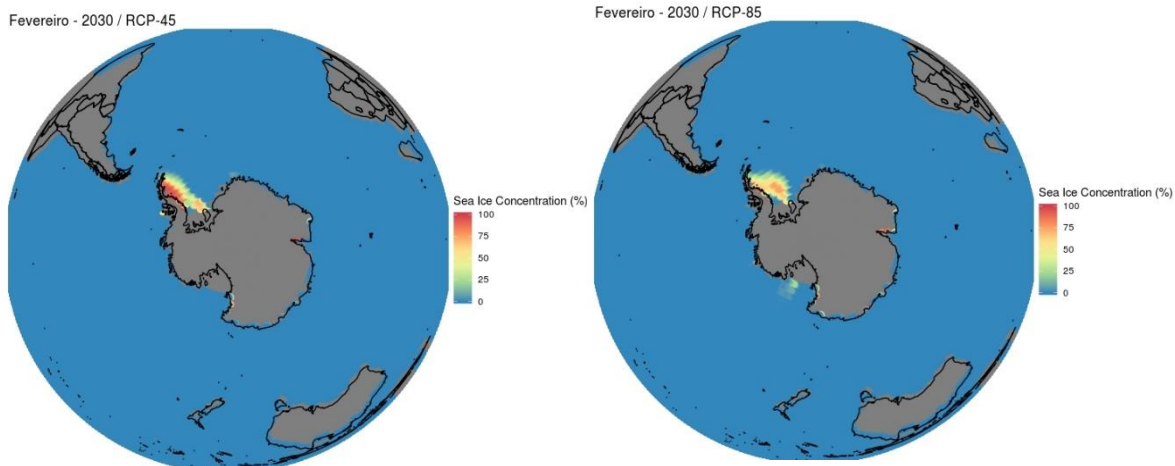 Fevereiro - 2030 / RCP-45
Sea Ice Concentration (%)
100
75
50
25
0
Fevereiro - 2030 / RCP-85
Sea Ice Concentration (%)
100
75
50
25
0